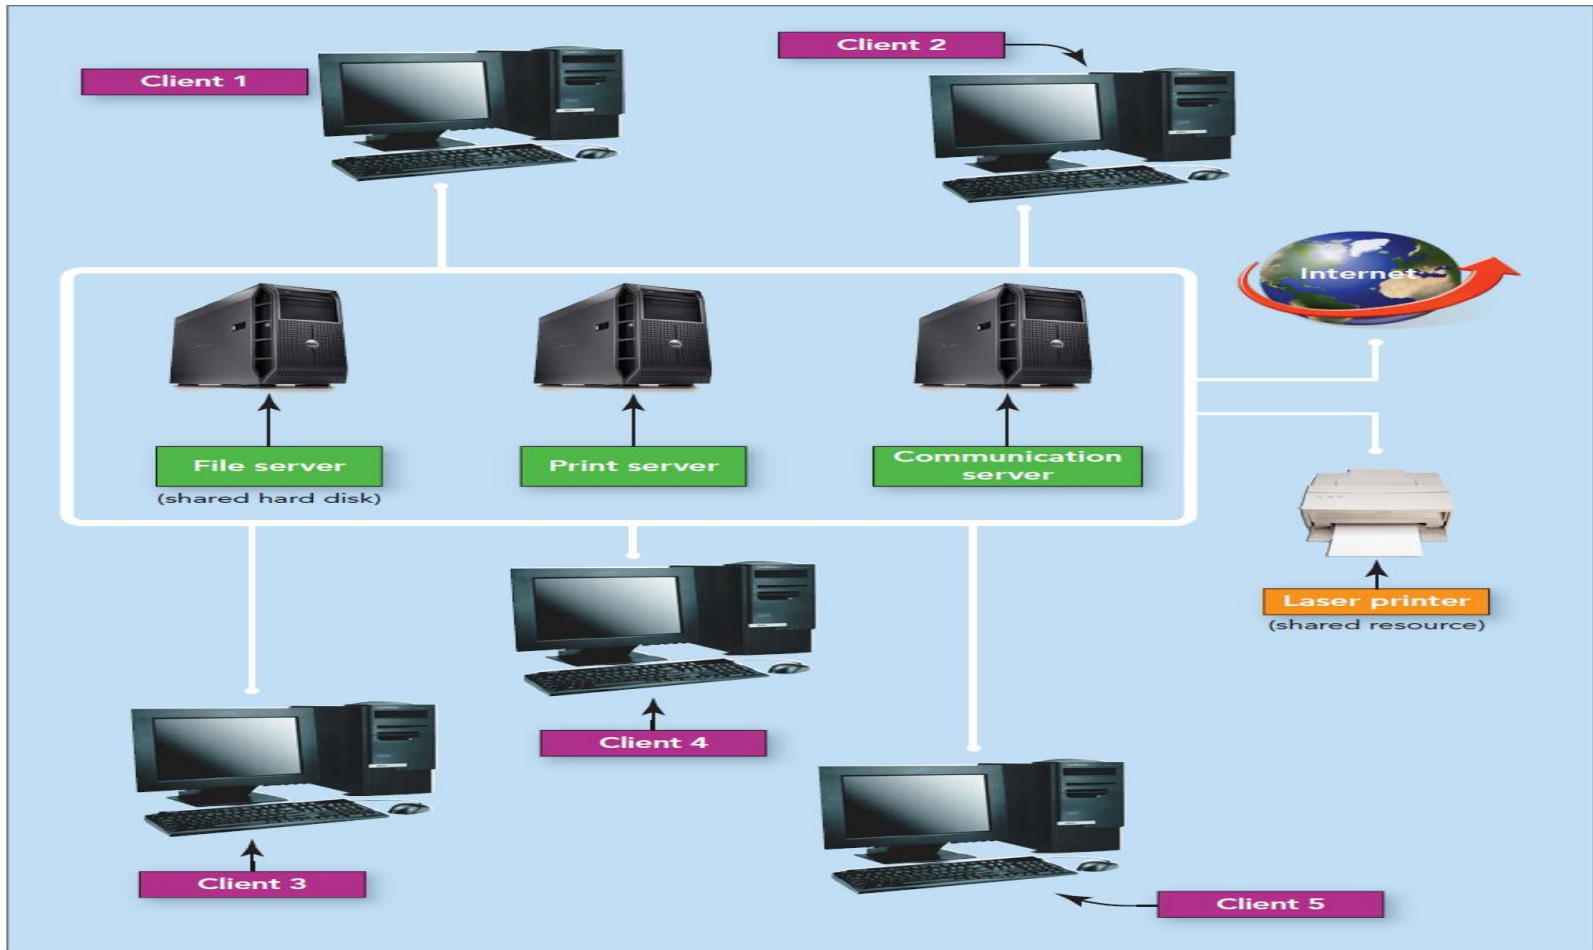 Client 1
Client 2
Internet
File server
(shared hard disk)
Print server
Communication
server
Laser printer
(shared resource)
Client 4
Client 3
Client 5